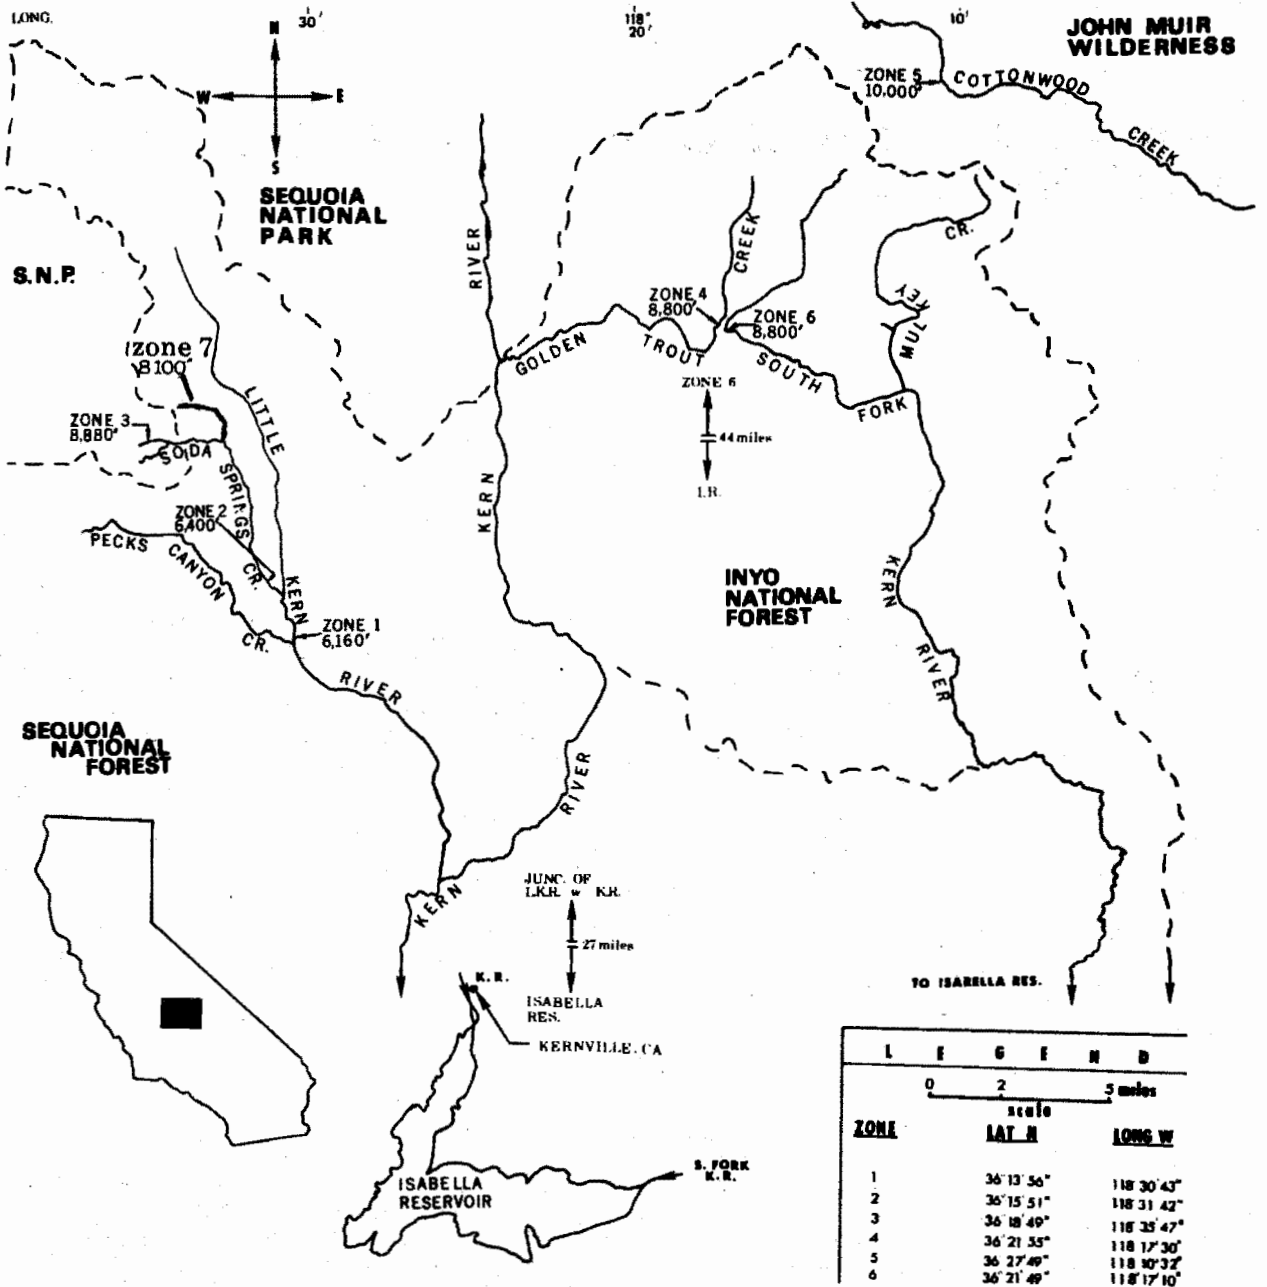 LONG.
30'
118°
20'
10'
JOHN MUIR
WILDERNESS
N
W
E
S
SEQUOIA
NATIONAL
PARK
S.N.P.
ZONE 5
10,000'
COTTONWOOD
CREEK
RIVER
CREEK
CR.
MULKEY
ZONE 4
8,800'
ZONE 6
8,800'
GOLDEN
TROUT
SOUTH
FORK
zone 7
8100'
LITTLE
ZONE 3
8,880'
SODA
SPRINGS
CR.
ZONE 6
44 miles
I.R.
KERN
ZONE 2
6,400'
PECKS
CANYON
CR.
KERN
ZONE 1
6,160'
RIVER
INYO
NATIONAL
FOREST
KERN
RIVER
SEQUOIA
NATIONAL
FOREST
RIVER
KERN
JUNC. OF
L.K.R. w K.R.
27 miles
ISABELLA
RES.
K.R.
KERNVILLE, CA
TO ISABELLA RES.
ISABELLA
RESERVOIR
S. FORK
K.R.
LEGEND
0 2 5 miles
scale
ZONE LAT N LONG W
1 36° 13' 56" 118° 30' 43"
2 36° 15' 51" 118° 31' 42"
3 36° 18' 49" 118° 35' 47"
4 36° 21' 55" 118° 17' 30"
5 36° 27' 49" 118° 10' 32"
6 36° 21' 49" 118° 17' 10"